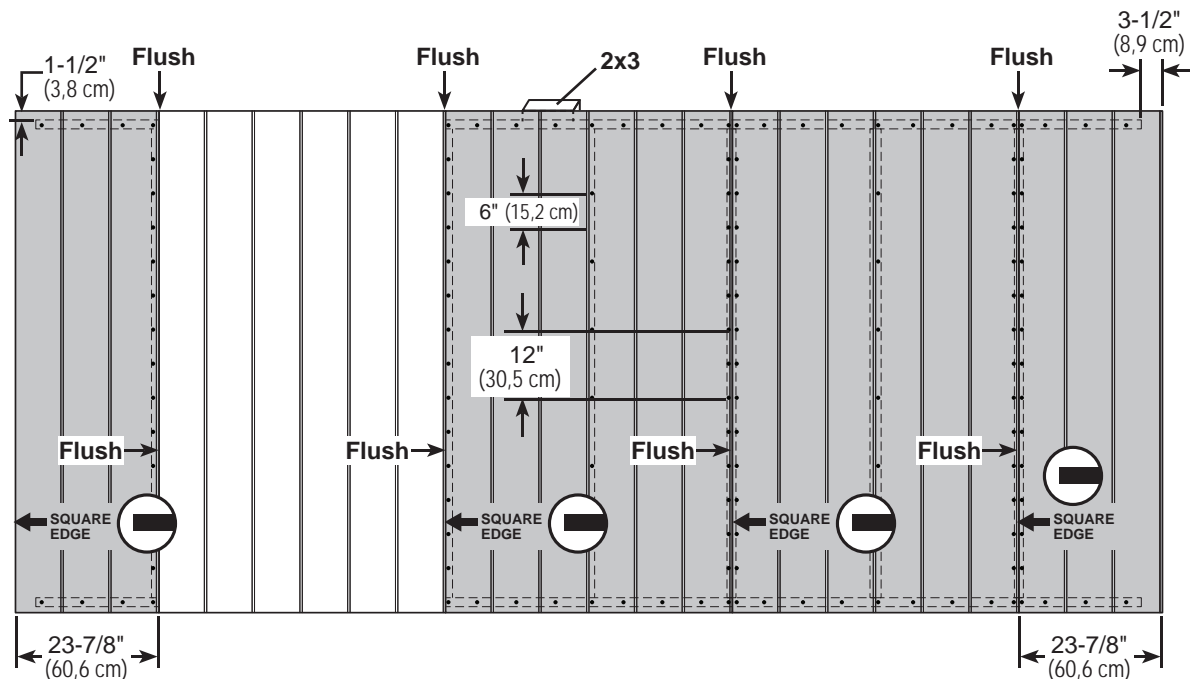 3-1/2"
(8,9 cm)
1-1/2"
(3,8 cm)
Flush
Flush
2x3
Flush
Flush
6" (15,2 cm)
12"
(30,5 cm)
Flush
Flush
Flush
Flush
SQUARE
EDGE
SQUARE
EDGE
SQUARE
EDGE
SQUARE
EDGE
23-7/8"
(60,6 cm)
23-7/8"
(60,6 cm)